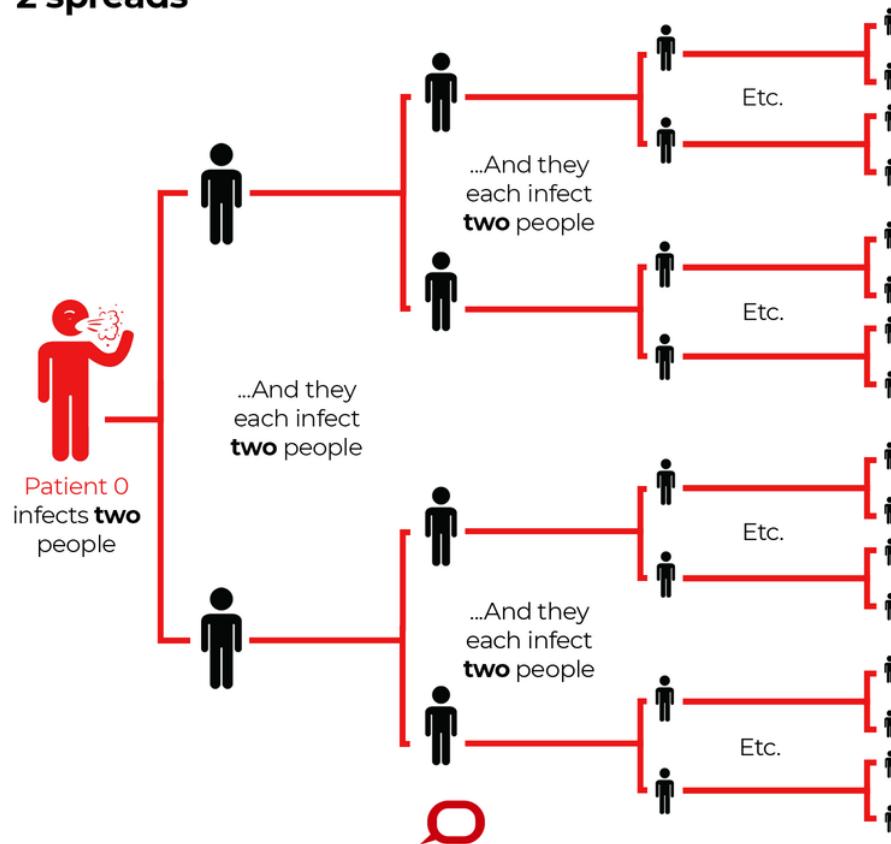 2 spreads
...And they
each infect
two people
Etc.
Etc.
...And they
each infect
two people
Patient 0
infects two
people
Etc.
...And they
each infect
two people
Etc.